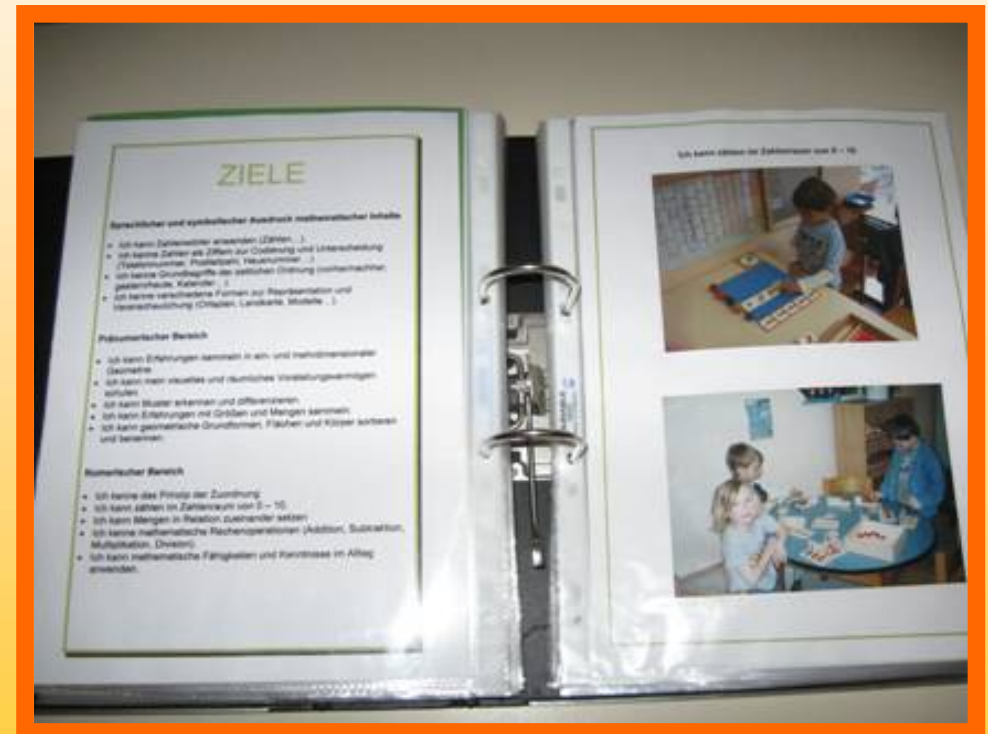 ZIELE
Sprachlicher und symbolischer Ausdruck mathematischer Inhalte
Ich kann Zahlenwörter anwenden (Zählen…).
Ich kenne Zahlen als Ziffern zur Codierung und Unterscheidung
(Telefonnummer, Postleitzahl, Hausnummer…)
Ich kenne Grundbegriffe der zeitlichen Ordnung (vorher/nachher,
gestern/heute, Kalender…)
Ich kenne verschiedene Formen zur Repräsentation und
Veranschaulichung (Ortsplan, Landkarte, Modelle…)
Pränumerischer Bereich
Ich kann Erfahrungen sammeln in ein- und mehrdimensionaler
Geometrie.
Ich kann mein visuelles und räumliches Vorstellungsvermögen
schulen.
Ich kann Muster erkennen und differenzieren.
Ich kann Erfahrungen mit Größen und Mengen sammeln.
Ich kann geometrische Grundformen, Flächen und Körper sortieren
und benennen.
Numerischer Bereich
Ich kenne das Prinzip der Zuordnung.
Ich kann zählen im Zahlenraum von 0 – 10.
Ich kann Mengen in Relation zueinander setzen.
Ich kenne mathematische Rechenoperationen (Addition, Subtraktion,
Multiplikation, Division).
Ich kann mathematische Fähigkeiten und Kenntnisse im Alltag
anwenden.
Ich kann zählen im Zahlenraum von 0 – 10.